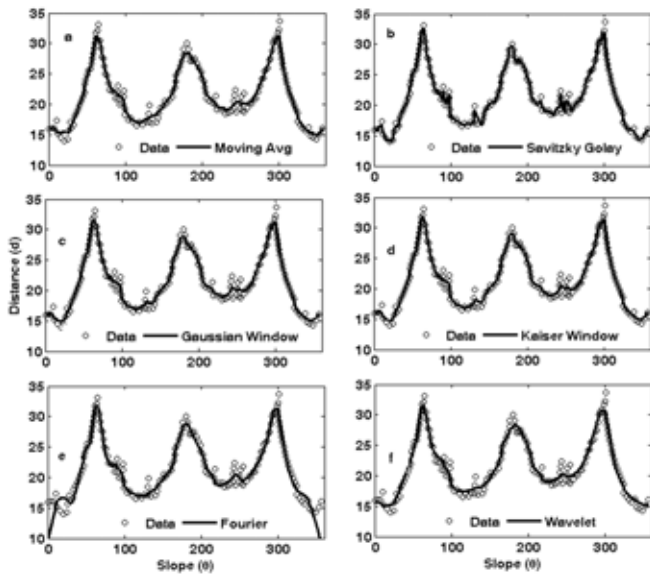 35
30
25
20
15
10
a
Data Moving Avg
0 100 200 300
35
30
25
20
15
10
b
Data Savitzky Golay
0 100 200 300
Distance (d)
35
30
25
20
15
10
c
Data Gaussian Window
0 100 200 300
35
30
25
20
15
10
d
Data Kaiser Window
0 100 200 300
35
30
25
20
15
10
e
Data Fourier
0 100 200 300
Slope (θ)
35
30
25
20
15
10
f
Data Wavelet
0 100 200 300
Slope (θ)